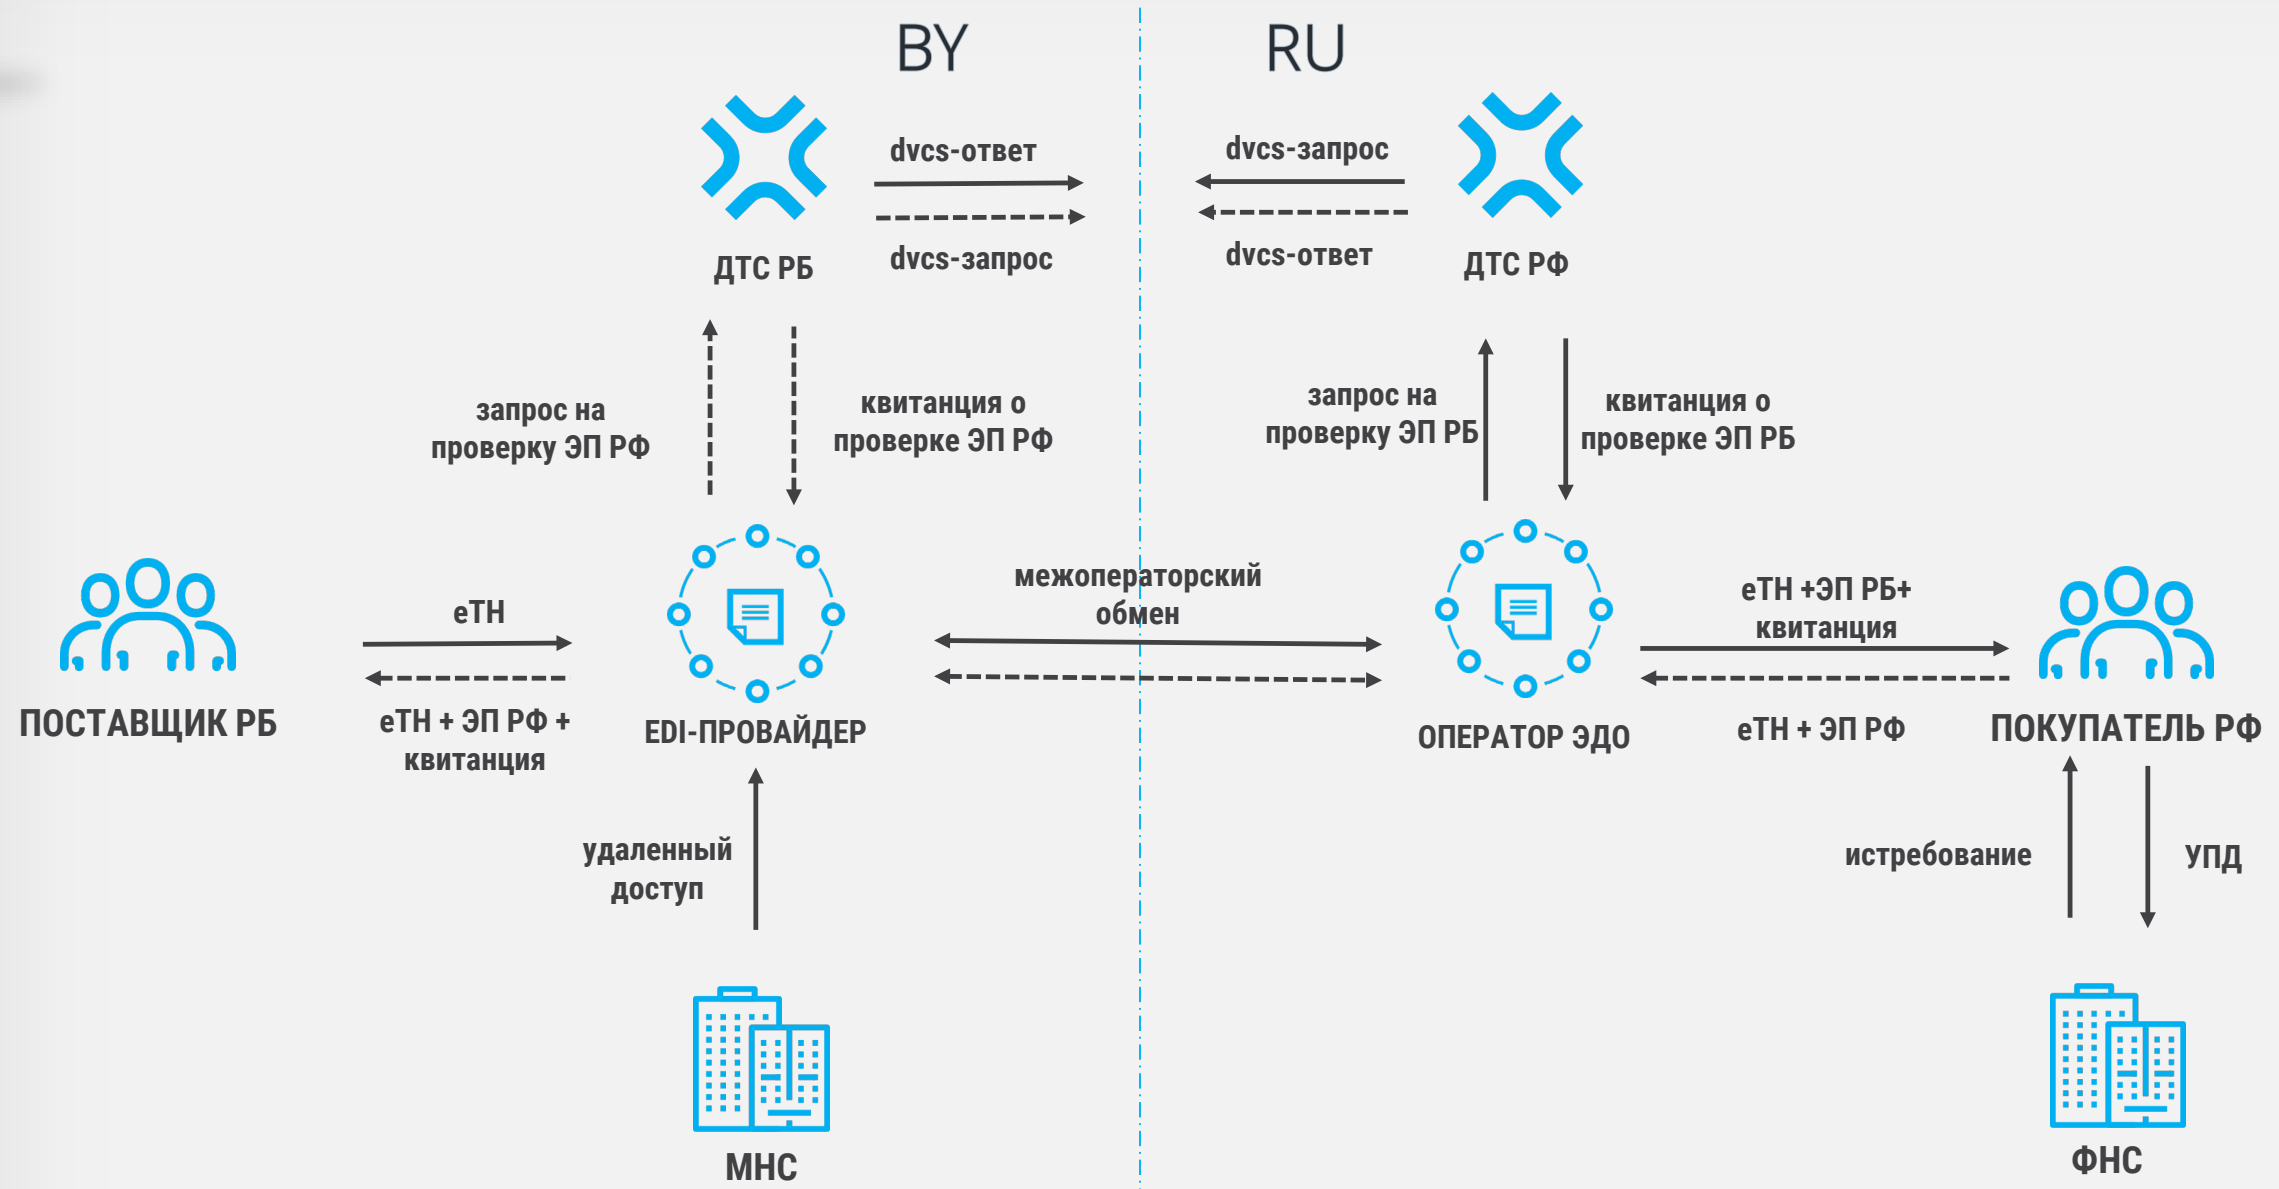 BY
RU
dvcs-ответ
dvcs-запрос
dvcs-запрос
dvcs-ответ
ДТС РБ
ДТС РФ
запрос на
проверку ЭП РФ
квитанция о
проверке ЭП РФ
запрос на
проверку ЭП РБ
квитанция о
проверке ЭП РБ
межоператорский
обмен
еТН
еТН + ЭП РФ +
квитанция
еТН +ЭП РБ+
квитанция
еТН + ЭП РФ
ПОСТАВЩИК РБ
EDI-ПРОВАЙДЕР
ОПЕРАТОР ЭДО
ПОКУПАТЕЛЬ РФ
удаленный
доступ
истребование
УПД
МНС
ФНС